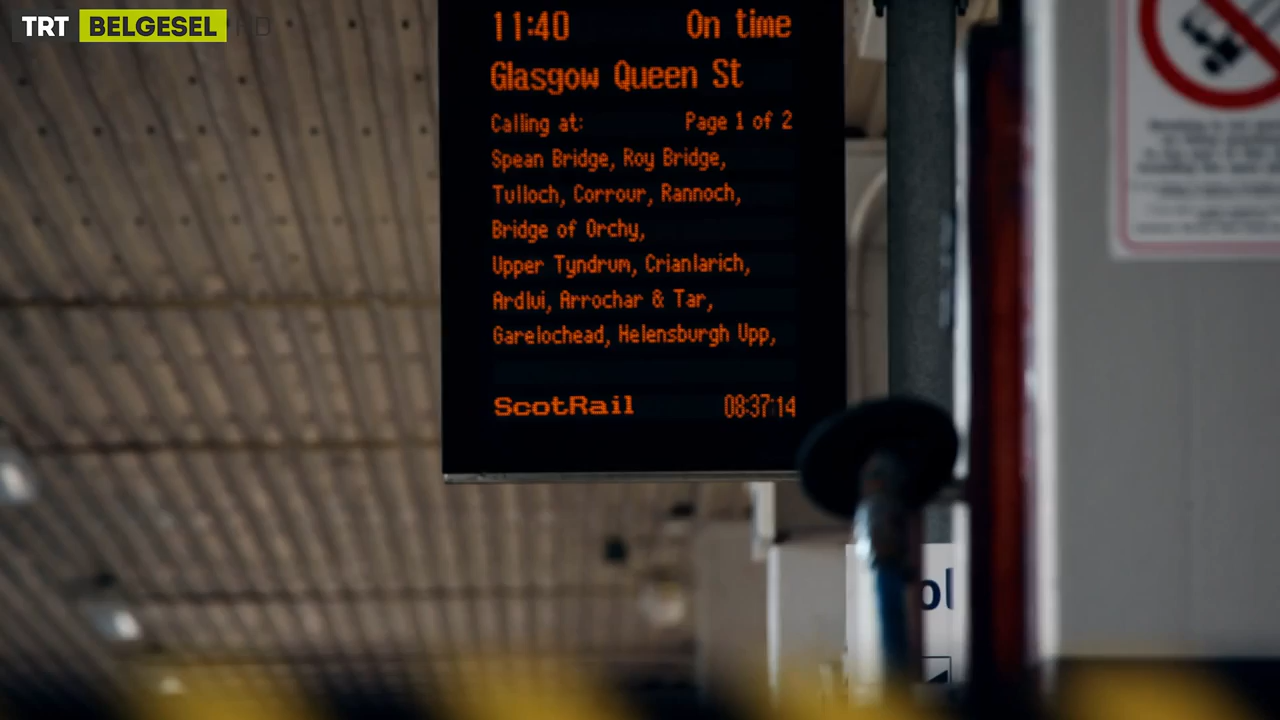 TRT BELGESEL HD
11:40 On time
Glasgow Queen St
Calling at: Page 1 of 2
Spean Bridge, Roy Bridge,
Tulloch, Corrour, Rannoch,
Bridge of Orchy,
Upper Tyndrum, Crianlarich,
Ardlui, Arrochar & Tar,
Garelochead, Helensburgh Upp,
ScotRail 08:37:14
ol